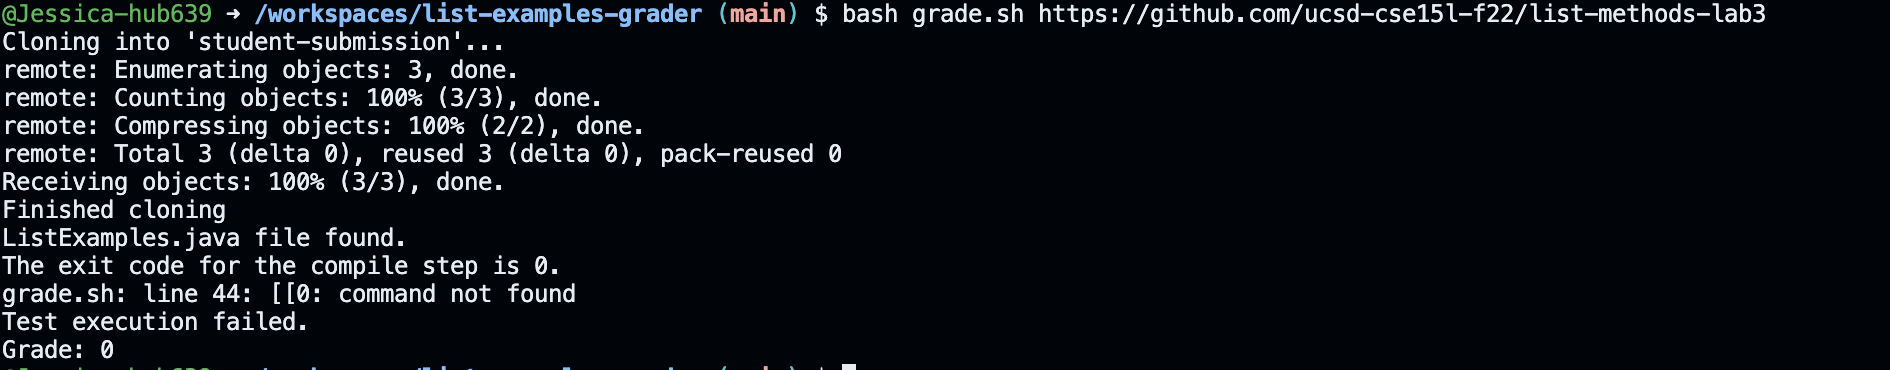 @Jessica-hub639 ➜ /workspaces/list-examples-grader (main) $ bash grade.sh https://github.com/ucsd-cse15l-f22/list-methods-lab3
Cloning into 'student-submission'...
remote: Enumerating objects: 3, done.
remote: Counting objects: 100% (3/3), done.
remote: Compressing objects: 100% (2/2), done.
remote: Total 3 (delta 0), reused 3 (delta 0), pack-reused 0
Receiving objects: 100% (3/3), done.
Finished cloning
ListExamples.java file found.
The exit code for the compile step is 0.
grade.sh: line 44: [[0: command not found
Test execution failed.
Grade: 0